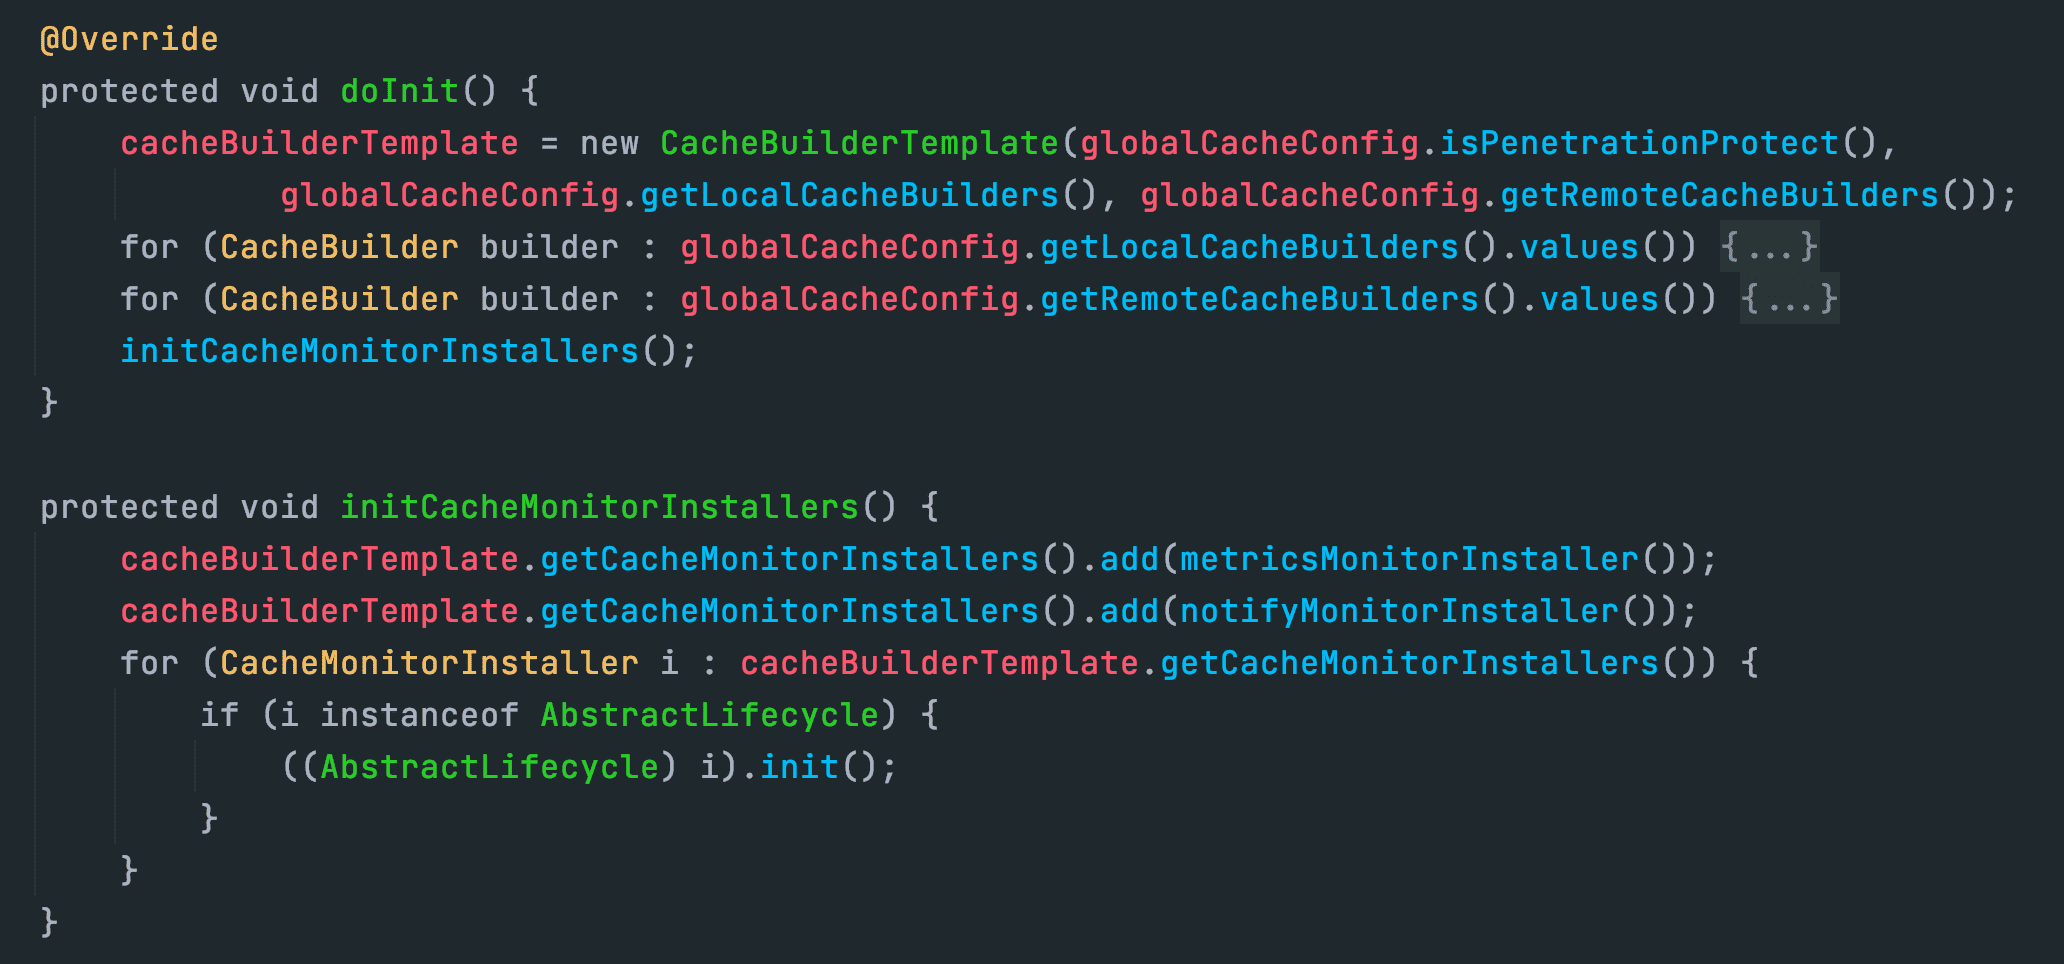 @Override
protected void doInit() {
    cacheBuilderTemplate = new CacheBuilderTemplate(globalCacheConfig.isPenetrationProtect(),
            globalCacheConfig.getLocalCacheBuilders(), globalCacheConfig.getRemoteCacheBuilders());
    for (CacheBuilder builder : globalCacheConfig.getLocalCacheBuilders().values()) {...}
    for (CacheBuilder builder : globalCacheConfig.getRemoteCacheBuilders().values()) {...}
    initCacheMonitorInstallers();
}

protected void initCacheMonitorInstallers() {
    cacheBuilderTemplate.getCacheMonitorInstallers().add(metricsMonitorInstaller());
    cacheBuilderTemplate.getCacheMonitorInstallers().add(notifyMonitorInstaller());
    for (CacheMonitorInstaller i : cacheBuilderTemplate.getCacheMonitorInstallers()) {
        if (i instanceof AbstractLifecycle) {
            ((AbstractLifecycle) i).init();
        }
    }
}